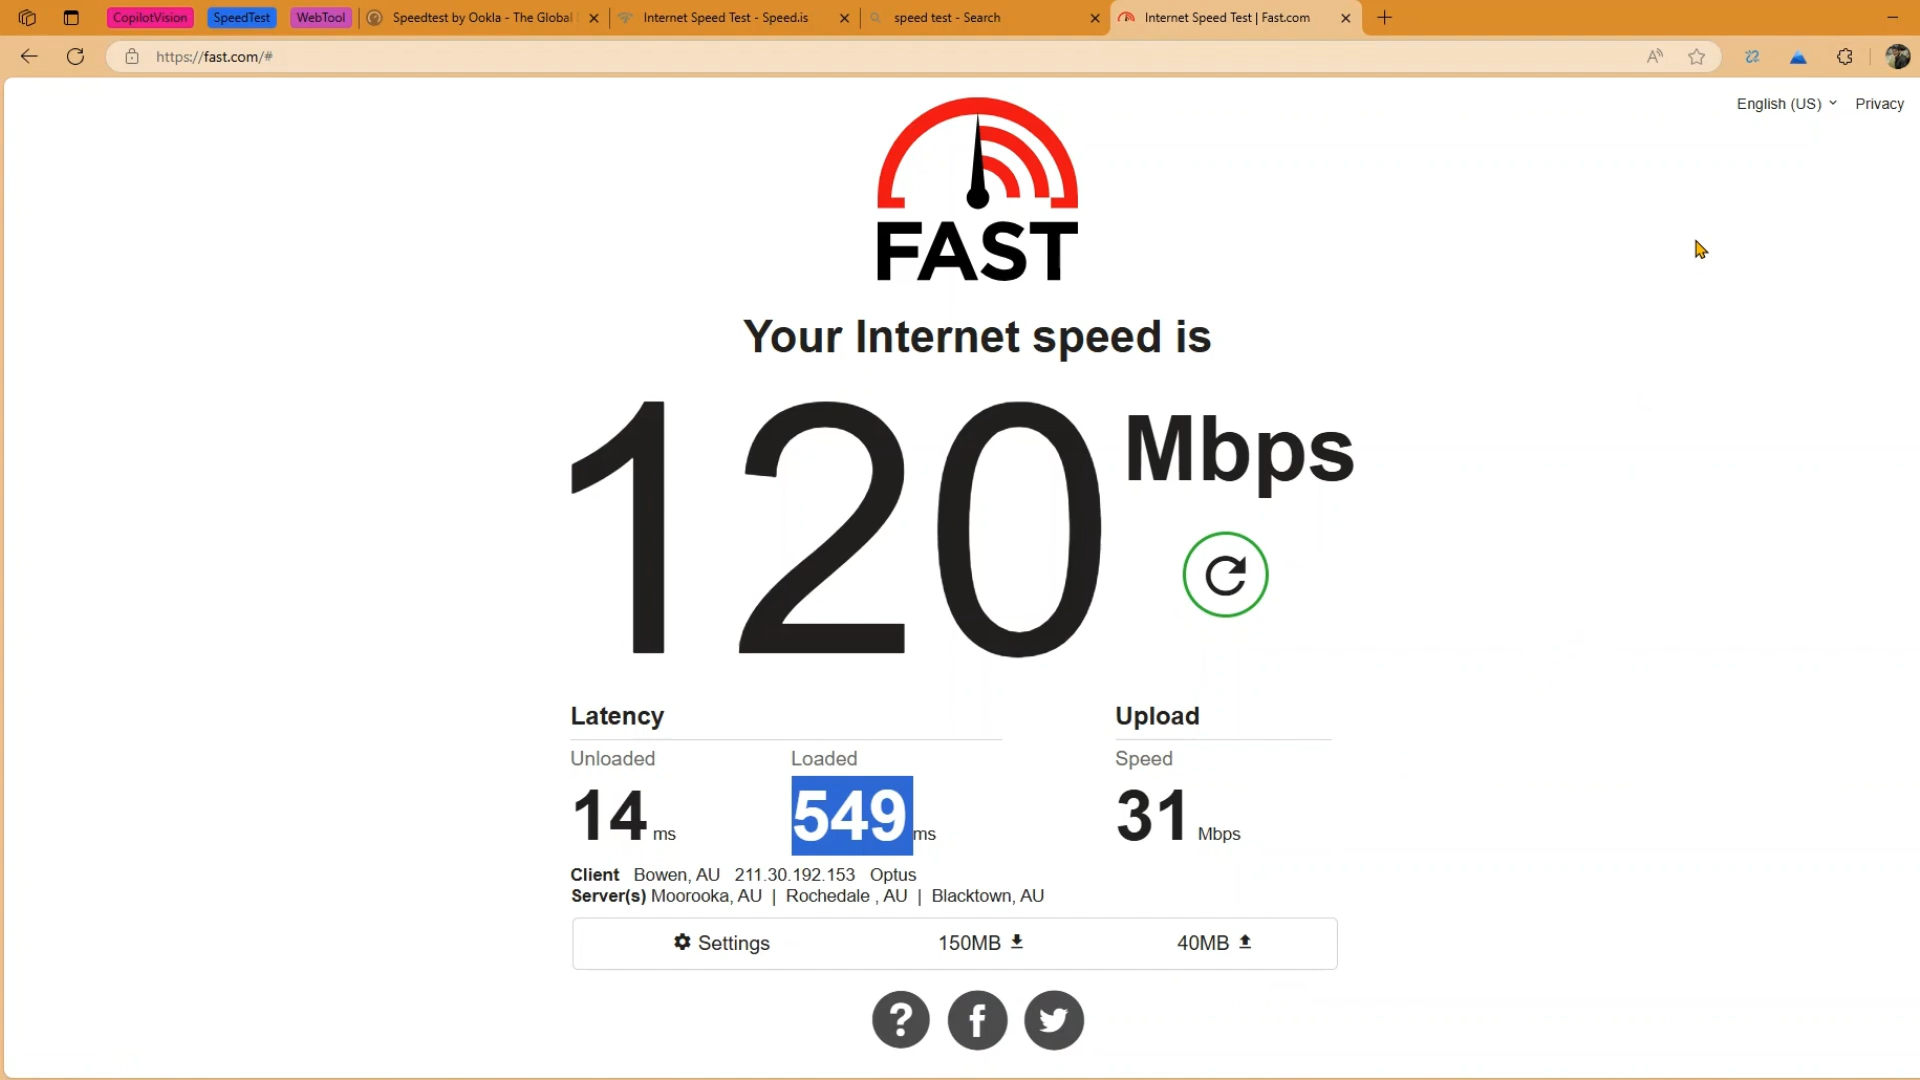 CopilotVision SpeedTest WebTool Speedtest by Ookla - The Global Internet Speed Test - Speed.is speed test - Search Internet Speed Test | Fast.com
https://fast.com/#
English (US) Privacy
FAST
Your Internet speed is
120 Mbps
Latency Upload
Unloaded Loaded Speed
14 ms 549 ms 31 Mbps
Client Bowen, AU 211.30.192.153 Optus
Server(s) Moorooka, AU | Rochedale , AU | Blacktown, AU
Settings 150MB 40MB